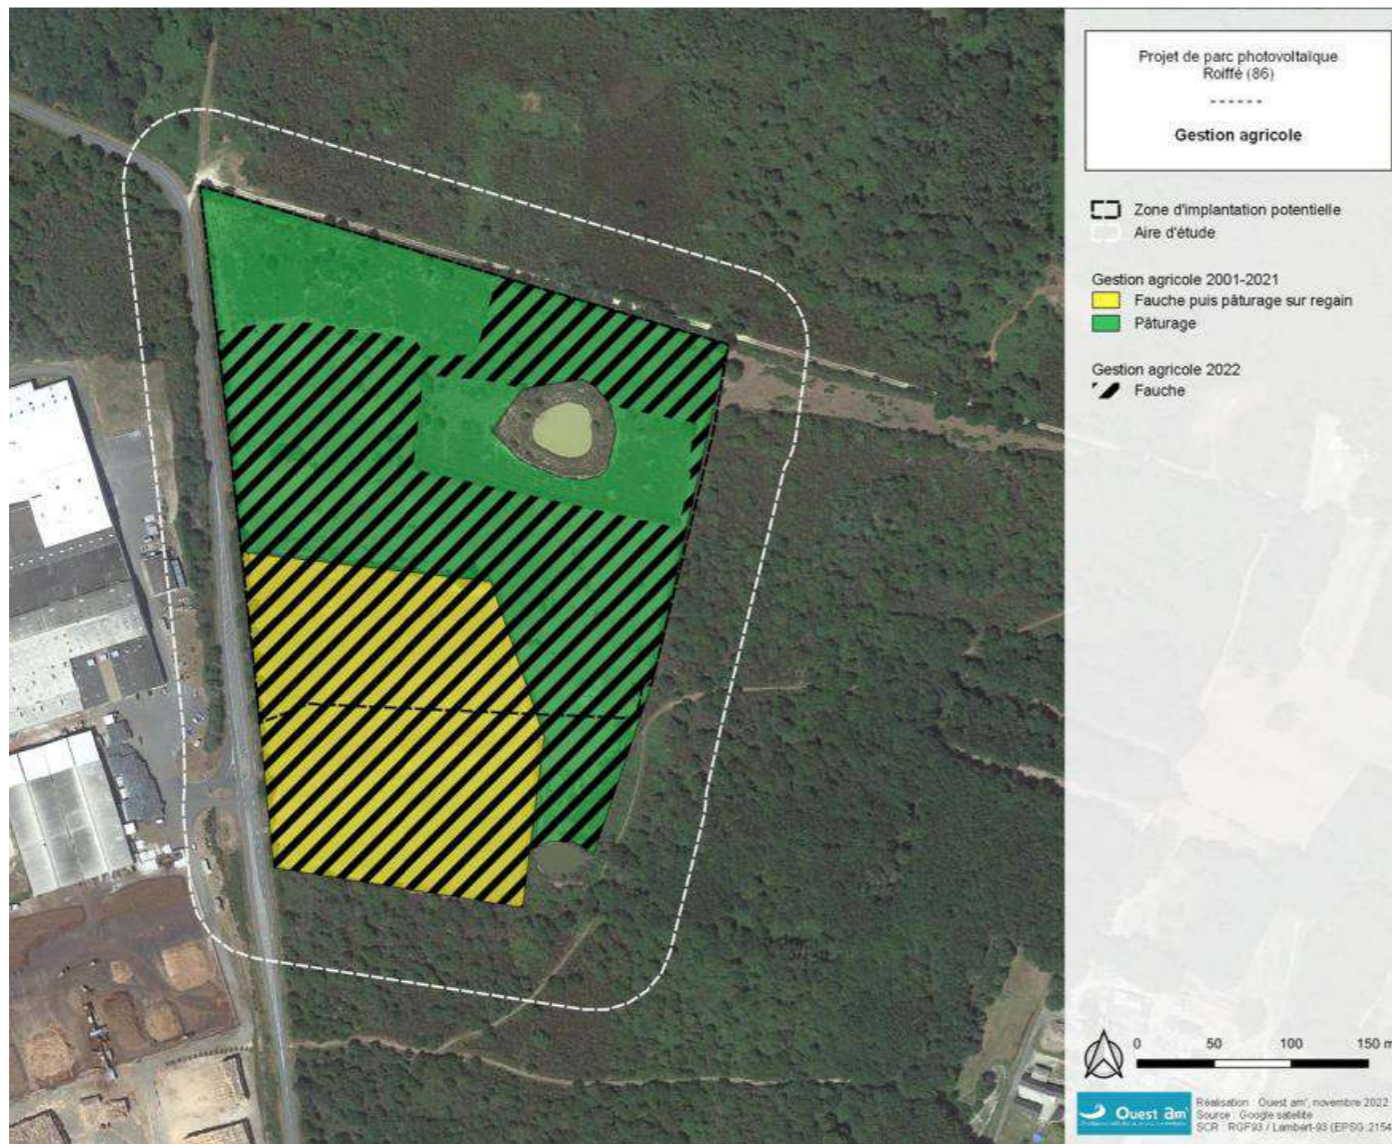 Projet de parc photovoltaïque
Roiffé (86)
------
Gestion agricole
Zone d'implantation potentielle
Aire d'étude
Gestion agricole 2001-2021
Fauche puis pâturage sur regain
Pâturage
Gestion agricole 2022
Fauche
0 50 100 150 m
Ouest am'
Réalisation : Ouest am', novembre 2022
Source : Google satellite
SCR : RGF93 / Lambert-93 (EPSG:2154